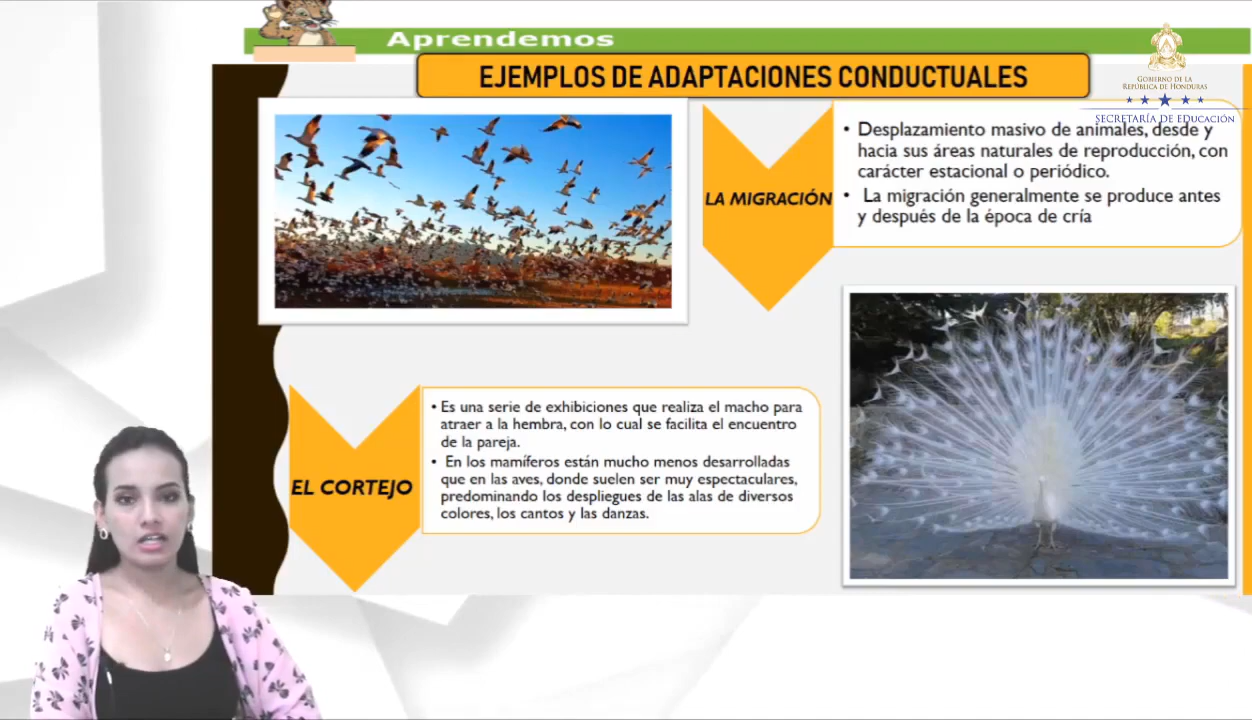 Aprendemos
EJEMPLOS DE ADAPTACIONES CONDUCTUALES
GOBIERNO DE LA
REPÚBLICA DE HONDURAS
SECRETARÍA DE EDUCACIÓN
LA MIGRACIÓN
• Desplazamiento masivo de animales, desde y
hacia sus áreas naturales de reproducción, con
carácter estacional o periódico.
• La migración generalmente se produce antes
y después de la época de cría
EL CORTEJO
• Es una serie de exhibiciones que realiza el macho para
atraer a la hembra, con lo cual se facilita el encuentro
de la pareja.
• En los mamíferos están mucho menos desarrolladas
que en las aves, donde suelen ser muy espectaculares,
predominando los despliegues de las alas de diversos
colores, los cantos y las danzas.